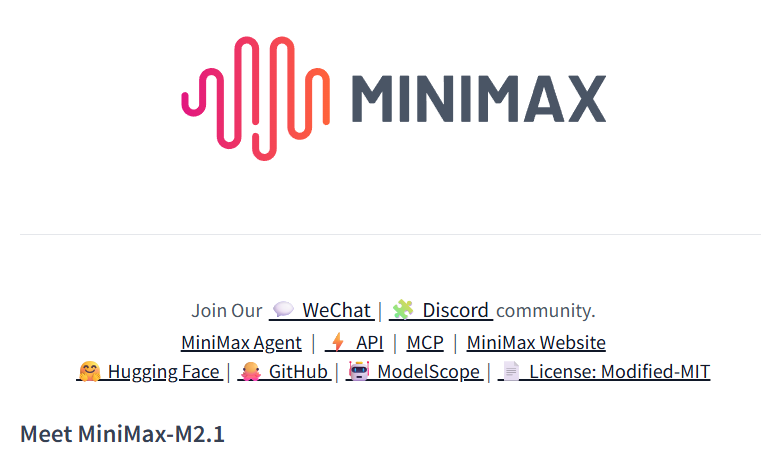 MINIMAX
Join Our 💬 WeChat | 🧩 Discord community.
MiniMax Agent | ⚡ API | MCP | MiniMax Website
🤗 Hugging Face | 🐙 GitHub | 🤖 ModelScope | 📄 License: Modified-MIT
Meet MiniMax-M2.1